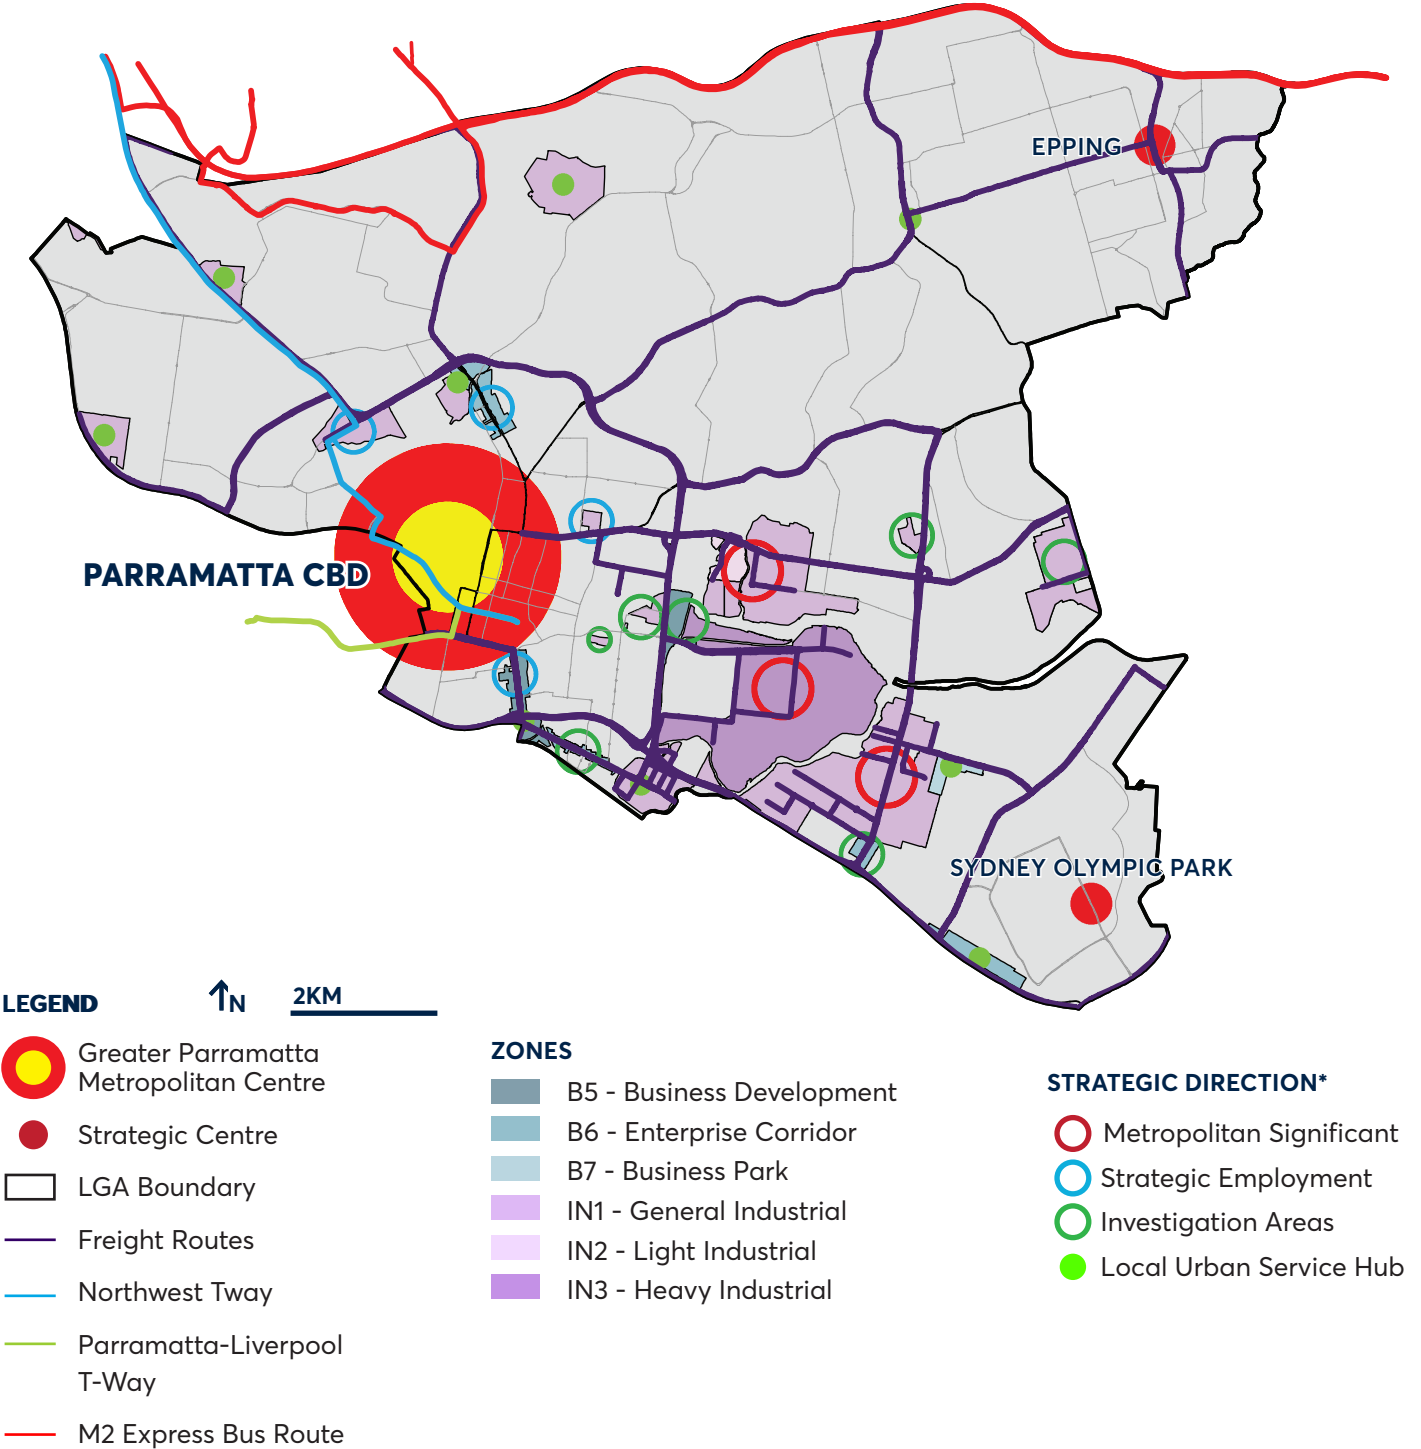 EPPING
PARRAMATTA CBD
SYDNEY OLYMPIC PARK
LEGEND
N
2KM
Greater Parramatta
Metropolitan Centre
Strategic Centre
LGA Boundary
Freight Routes
Northwest Tway
Parramatta-Liverpool
T-Way
M2 Express Bus Route
ZONES
B5 - Business Development
B6 - Enterprise Corridor
B7 - Business Park
IN1 - General Industrial
IN2 - Light Industrial
IN3 - Heavy Industrial
STRATEGIC DIRECTION*
Metropolitan Significant
Strategic Employment
Investigation Areas
Local Urban Service Hub